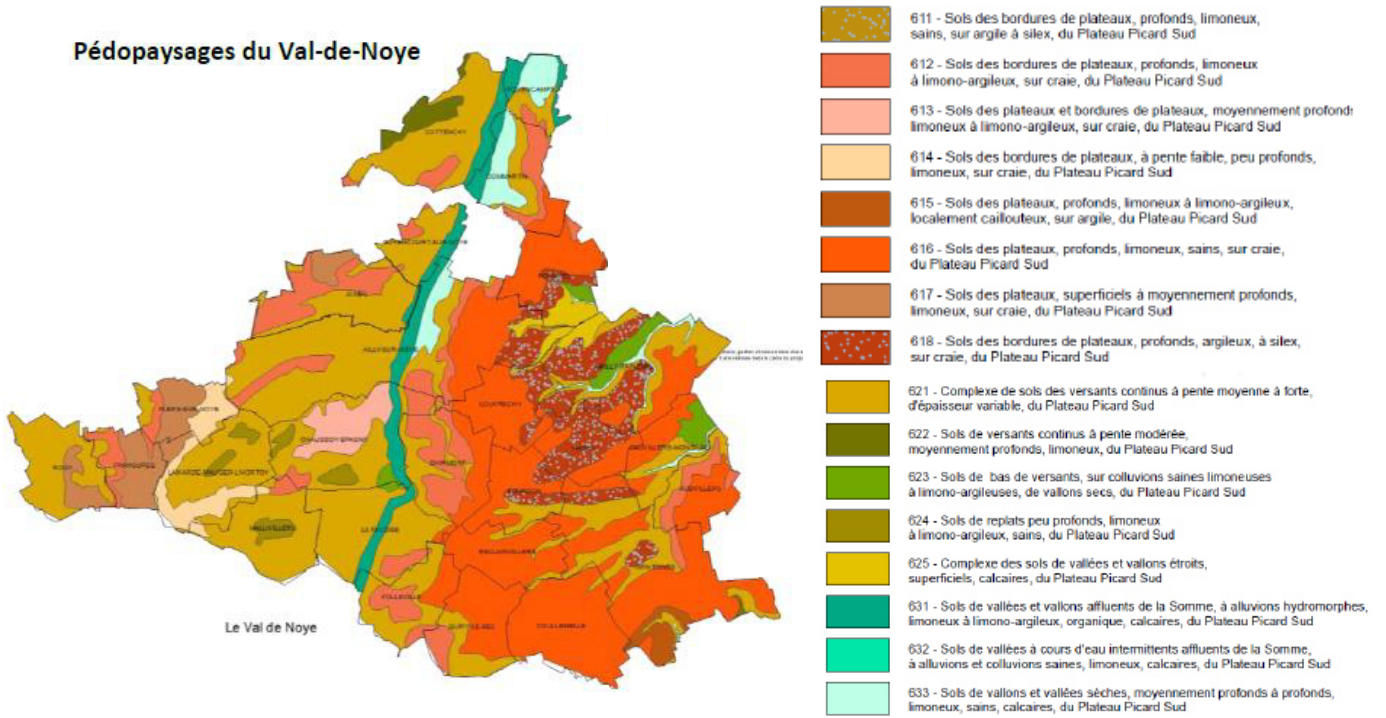 Pédopaysages du Val-de-Noye
COTTENCHY
DOMMARTIN
CHAUSSOY-EPAGNY
LA FALOISE
FOLLEVILLE
Le Val de Noye
611 - Sols des bordures de plateaux, profonds, limoneux,
sains, sur argile à silex, du Plateau Picard Sud
612 - Sols des bordures de plateaux, profonds, limoneux
à limono-argileux, sur craie, du Plateau Picard Sud
613 - Sols des plateaux et bordures de plateaux, moyennement profonds
limoneux à limono-argileux, sur craie, du Plateau Picard Sud
614 - Sols des bordures de plateaux, à pente faible, peu profonds,
limoneux, sur craie, du Plateau Picard Sud
615 - Sols des plateaux, profonds, limoneux à limono-argileux,
localement caillouteux, sur argile, du Plateau Picard Sud
616 - Sols des plateaux, profonds, limoneux, sains, sur craie,
du Plateau Picard Sud
617 - Sols des plateaux, superficiels à moyennement profonds,
limoneux, sur craie, du Plateau Picard Sud
618 - Sols des bordures de plateaux, profonds, argileux, à silex,
sur craie, du Plateau Picard Sud
621 - Complexe de sols des versants continus à pente moyenne à forte,
d'épaisseur variable, du Plateau Picard Sud
622 - Sols de versants continus à pente modérée,
moyennement profonds, limoneux, du Plateau Picard Sud
623 - Sols de bas de versants, sur colluvions saines limoneuses
à limono-argileuses, de vallons secs, du Plateau Picard Sud
624 - Sols de replats peu profonds, limoneux
à limono-argileux, sains, du Plateau Picard Sud
625 - Complexe des sols de vallées et vallons étroits,
superficiels, calcaires, du Plateau Picard Sud
631 - Sols de vallées et vallons affluents de la Somme, à alluvions hydromorphes,
limoneux à limono-argileux, organique, calcaires, du Plateau Picard Sud
632 - Sols de vallées à cours d'eau intermittents affluents de la Somme,
à alluvions et colluvions saines, limoneux, calcaires, du Plateau Picard Sud
633 - Sols de vallons et vallées sèches, moyennement profonds à profonds,
limoneux, sains, calcaires, du Plateau Picard Sud